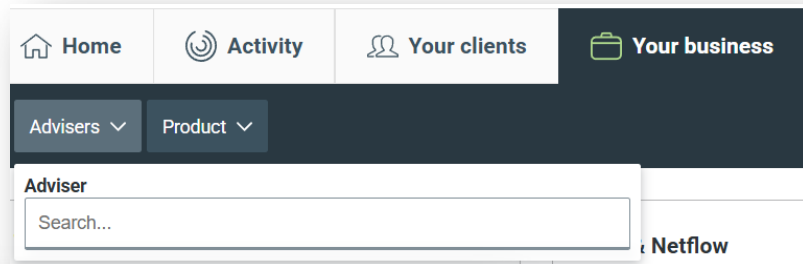 Home Activity Your clients Your business
Advisers Product
Adviser
Search...
& Netflow